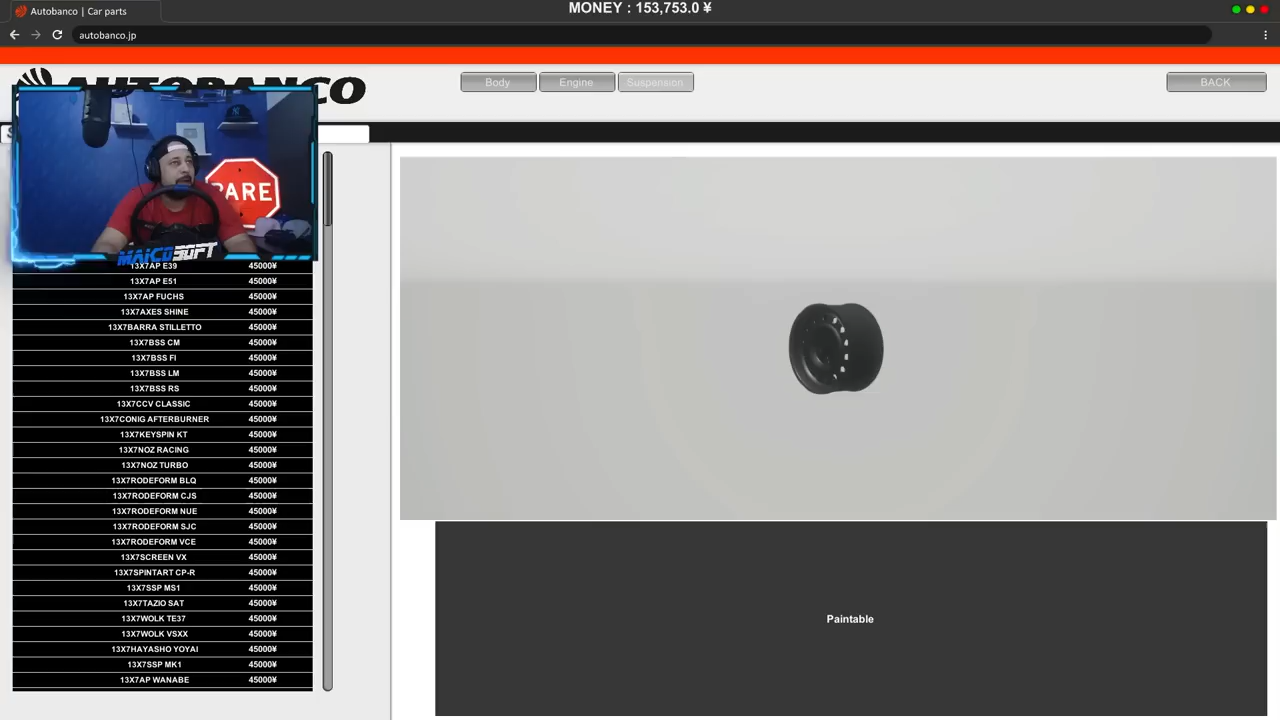 Autobanco | Car parts
MONEY : 153,753.0 ¥
autobanco.jp
AUTOBANCO
Body
Engine
Suspension
BACK
PARE
MAICOSOFT
13X7AP E39 45000¥
13X7AP E51 45000¥
13X7AP FUCHS 45000¥
13X7AXES SHINE 45000¥
13X7BARRA STILLETTO 45000¥
13X7BSS CM 45000¥
13X7BSS FI 45000¥
13X7BSS LM 45000¥
13X7BSS RS 45000¥
13X7CCV CLASSIC 45000¥
13X7CONIG AFTERBURNER 45000¥
13X7KEYSPIN KT 45000¥
13X7NOZ RACING 45000¥
13X7NOZ TURBO 45000¥
13X7RODEFORM BLQ 45000¥
13X7RODEFORM CJS 45000¥
13X7RODEFORM NUE 45000¥
13X7RODEFORM SJC 45000¥
13X7RODEFORM VCE 45000¥
13X7SCREEN VX 45000¥
13X7SPINTART CP-R 45000¥
13X7SSP MS1 45000¥
13X7TAZIO SAT 45000¥
13X7WOLK TE37 45000¥
13X7WOLK VSXX 45000¥
13X7HAYASHO YOYAI 45000¥
13X7SSP MK1 45000¥
13X7AP WANABE 45000¥
Paintable